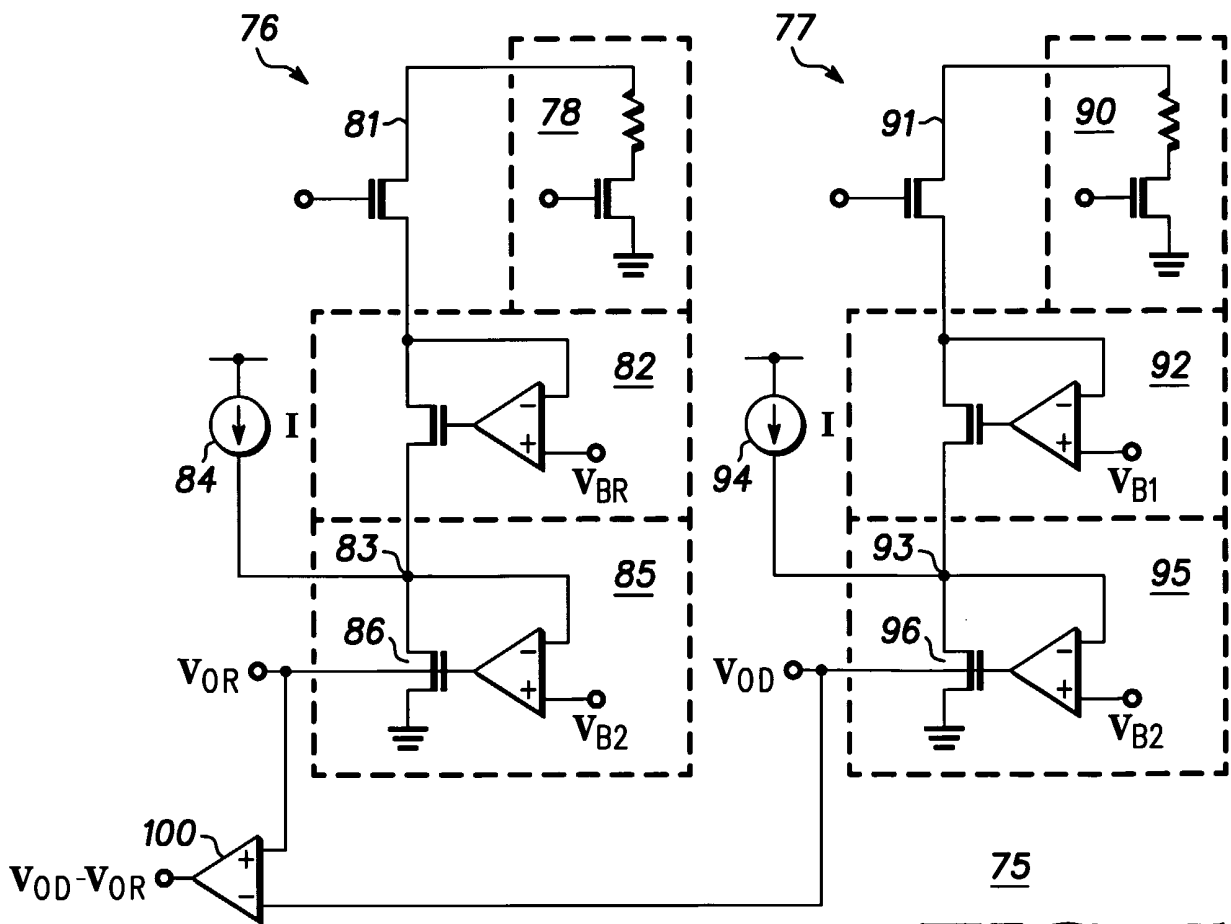 76
77
81
78
91
90
82
92
I
I
84
94
V_BR
V_B1
83
85
93
95
86
96
V_OR
V_OD
V_B2
V_B2
100
V_OD-V_OR
75
- +
- +
- +
- +
+ -